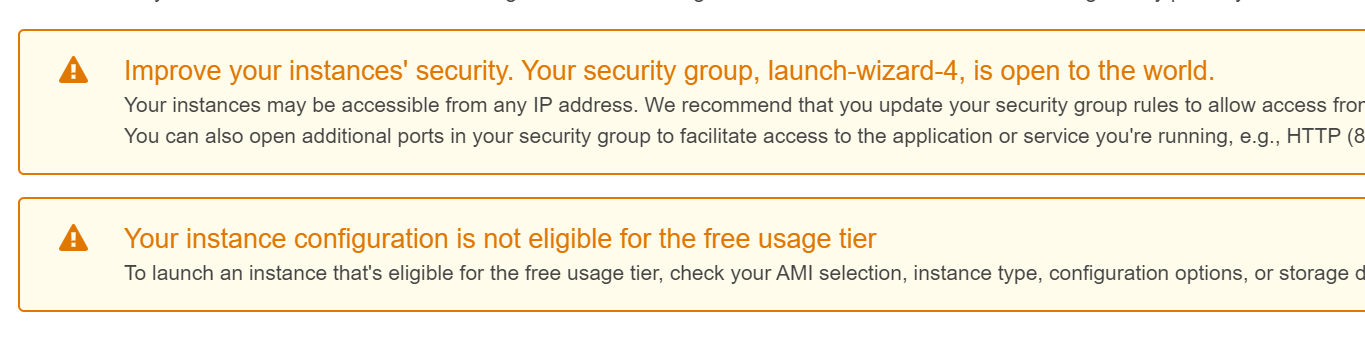 Improve your instances' security. Your security group, launch-wizard-4, is open to the world.
Your instances may be accessible from any IP address. We recommend that you update your security group rules to allow access
You can also open additional ports in your security group to facilitate access to the application or service you're running, e.g., HTTP (8
Your instance configuration is not eligible for the free usage tier
To launch an instance that's eligible for the free usage tier, check your AMI selection, instance type, configuration options, or storage